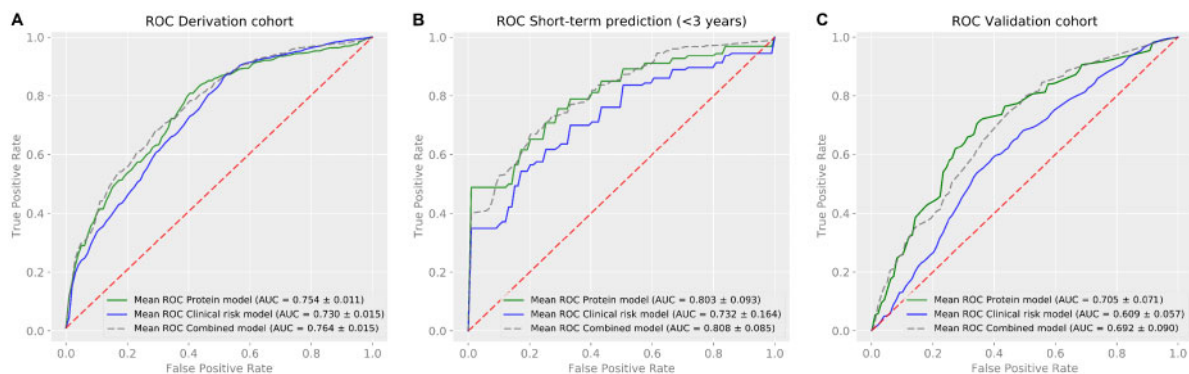 A
ROC Derivation cohort
1.0
0.8
0.6
0.4
0.2
0.0
True Positive Rate
Mean ROC Protein model (AUC = 0.754 ± 0.011)
Mean ROC Clinical risk model (AUC = 0.730 ± 0.015)
Mean ROC Combined model (AUC = 0.764 ± 0.015)
0.0 0.2 0.4 0.6 0.8 1.0
False Positive Rate
B
ROC Short-term prediction (<3 years)
1.0
0.8
0.6
0.4
0.2
0.0
True Positive Rate
Mean ROC Protein model (AUC = 0.803 ± 0.093)
Mean ROC Clinical risk model (AUC = 0.732 ± 0.164)
Mean ROC Combined model (AUC = 0.808 ± 0.085)
0.0 0.2 0.4 0.6 0.8 1.0
False Positive Rate
C
ROC Validation cohort
1.0
0.8
0.6
0.4
0.2
0.0
True Positive Rate
Mean ROC Protein model (AUC = 0.705 ± 0.071)
Mean ROC Clinical risk model (AUC = 0.609 ± 0.057)
Mean ROC Combined model (AUC = 0.692 ± 0.090)
0.0 0.2 0.4 0.6 0.8 1.0
False Positive Rate